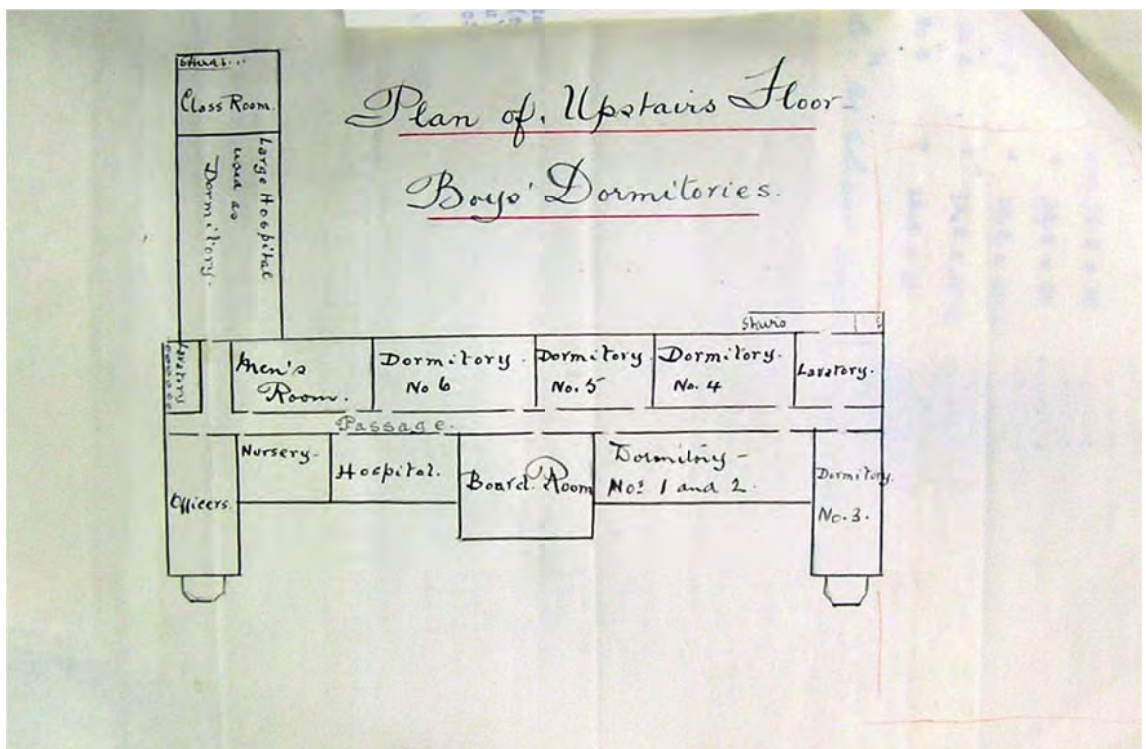 Plan of. Upstairs Floor
Boys' Dormitories.
Class Room.
Large Hospital
used as
Dormitory.
Stairs
Lavatory
Men's
Room.
Dormitory.
No 6
Dormitory
No. 5
Dormitory.
No. 4
Lavatory.
Passage.
Officers.
Nursery-
Hospital.
Board Room
Dormitory -
Nos 1 and 2.
Dormitory.
No. 3.